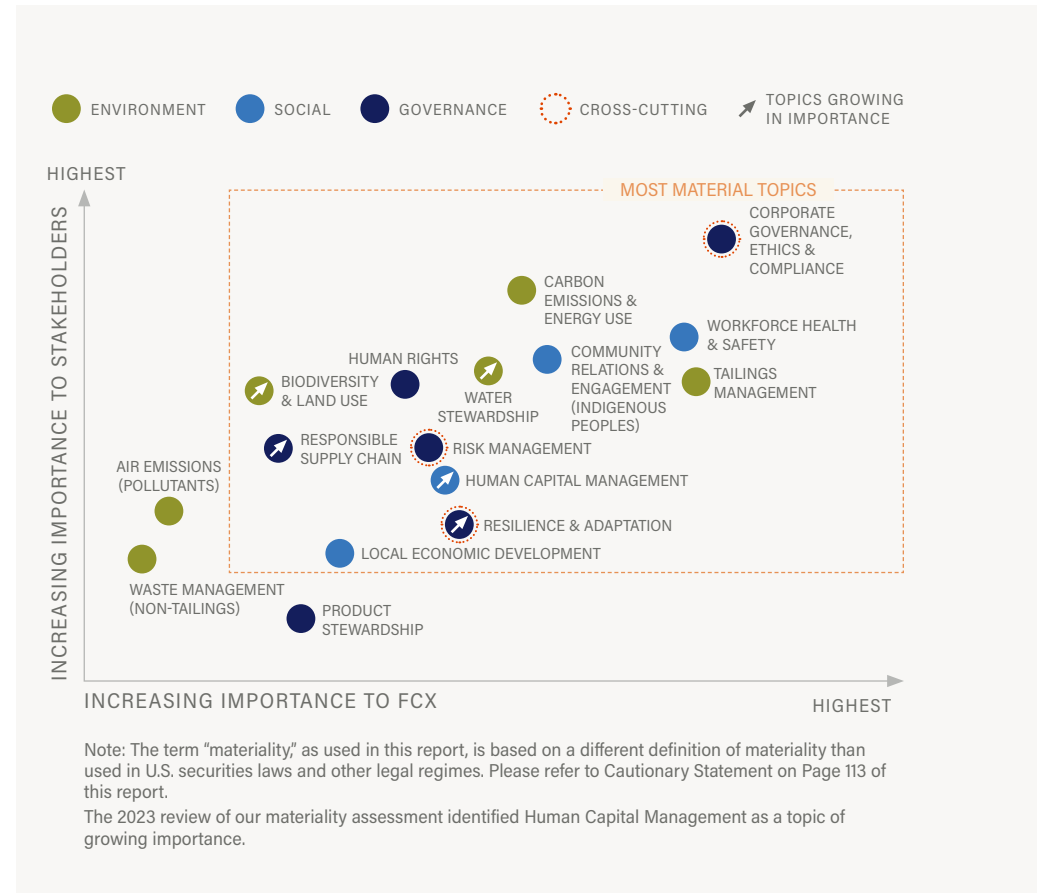 ENVIRONMENT
SOCIAL
GOVERNANCE
CROSS-CUTTING
TOPICS GROWING
IN IMPORTANCE
HIGHEST
INCREASING IMPORTANCE TO STAKEHOLDERS
MOST MATERIAL TOPICS
CORPORATE
GOVERNANCE,
ETHICS &
COMPLIANCE
CARBON
EMISSIONS &
ENERGY USE
WORKFORCE HEALTH
& SAFETY
COMMUNITY
RELATIONS &
ENGAGEMENT
(INDIGENOUS
PEOPLES)
HUMAN RIGHTS
TAILINGS
MANAGEMENT
BIODIVERSITY
& LAND USE
WATER
STEWARDSHIP
RESPONSIBLE
SUPPLY CHAIN
RISK MANAGEMENT
AIR EMISSIONS
(POLLUTANTS)
HUMAN CAPITAL MANAGEMENT
RESILIENCE & ADAPTATION
LOCAL ECONOMIC DEVELOPMENT
WASTE MANAGEMENT
(NON-TAILINGS)
PRODUCT
STEWARDSHIP
INCREASING IMPORTANCE TO FCX
HIGHEST
Note: The term “materiality,” as used in this report, is based on a different definition of materiality than
used in U.S. securities laws and other legal regimes. Please refer to Cautionary Statement on Page 113 of
this report.
The 2023 review of our materiality assessment identified Human Capital Management as a topic of
growing importance.